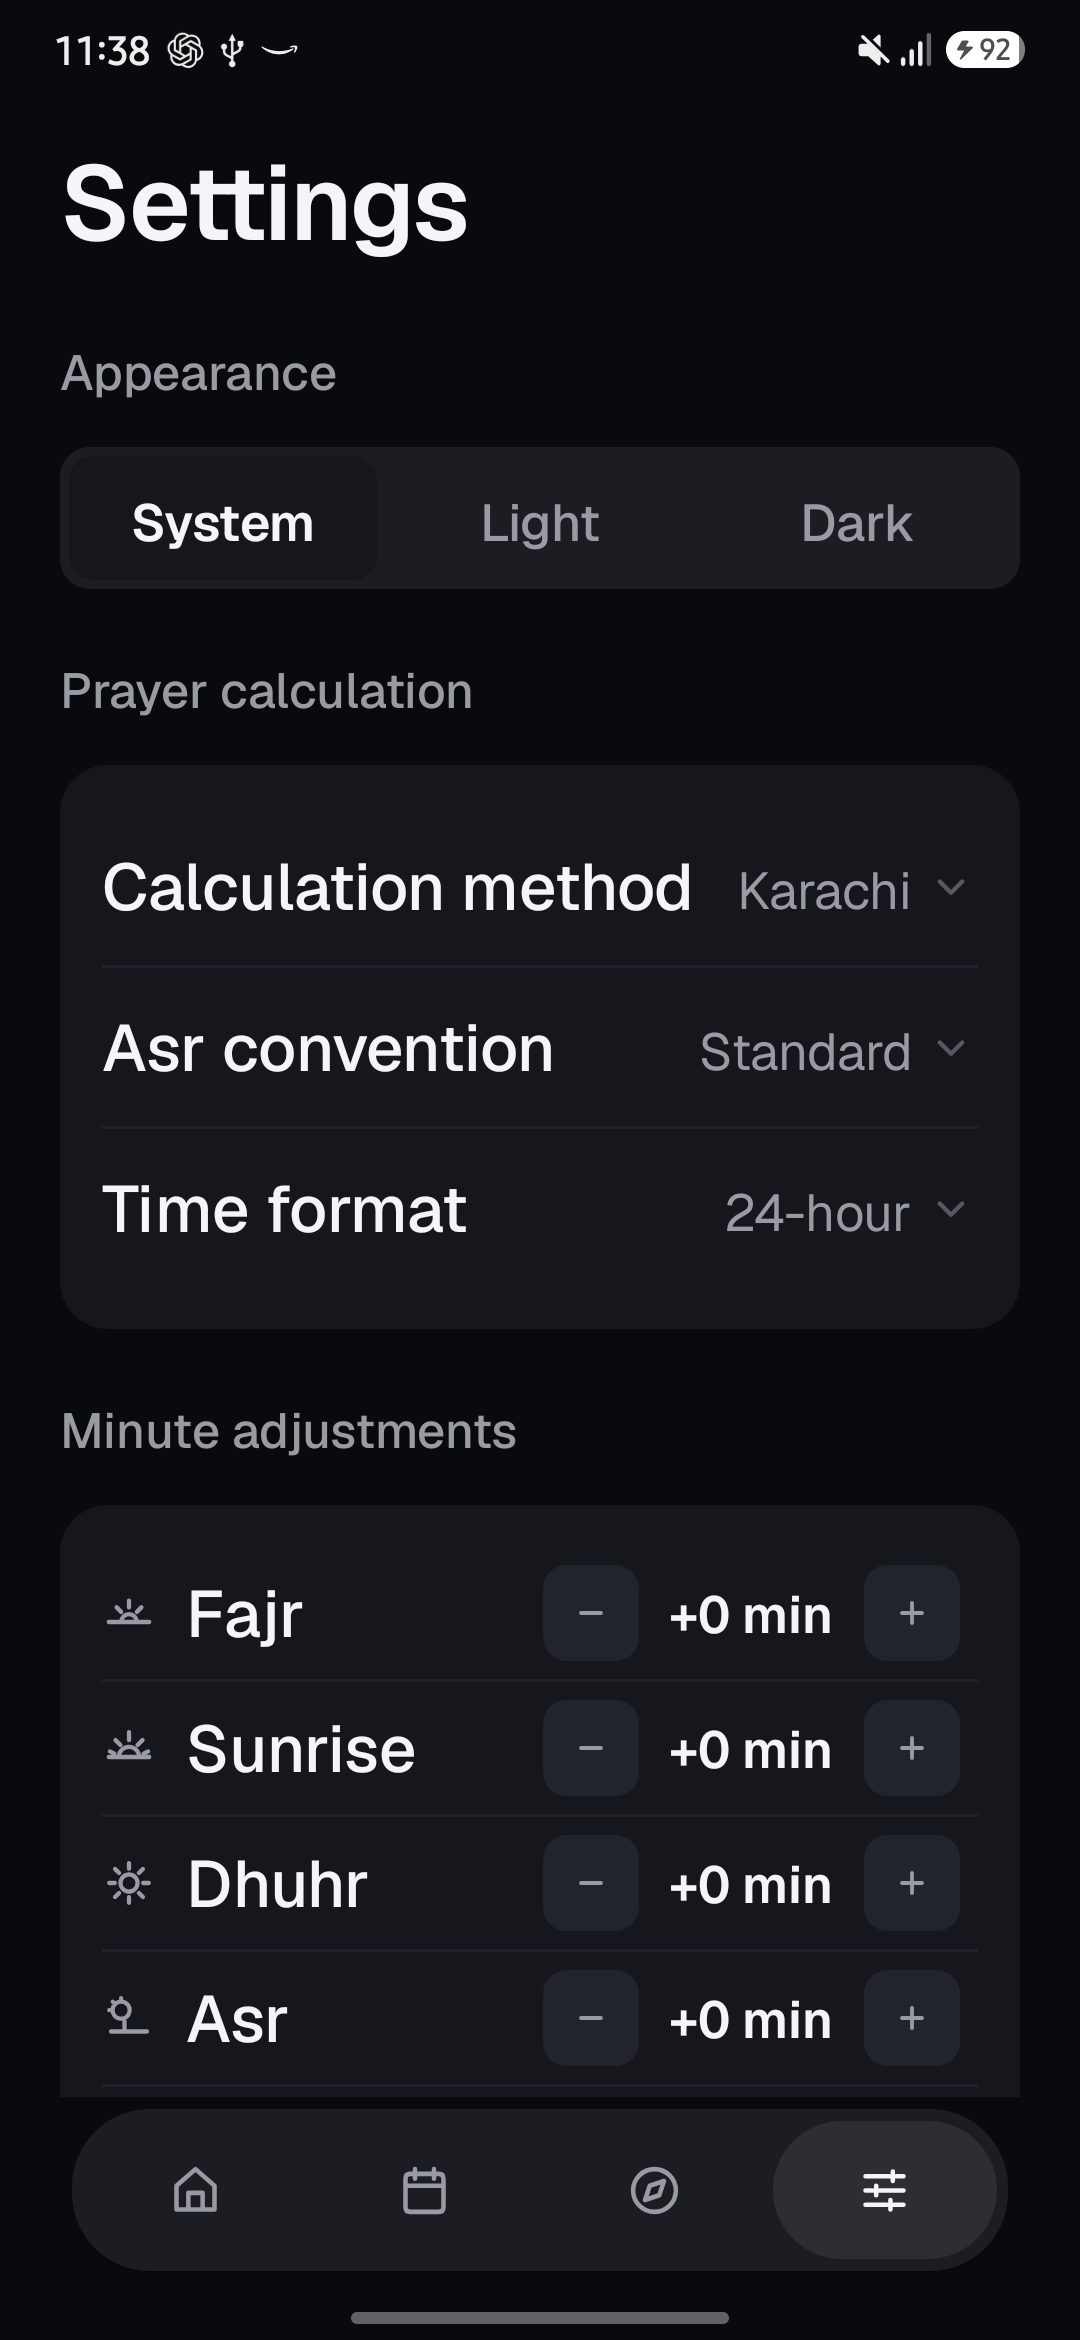 11:38
92
Settings
Appearance
System Light Dark
Prayer calculation
Calculation method Karachi
Asr convention Standard
Time format 24-hour
Minute adjustments
Fajr − +0 min +
Sunrise − +0 min +
Dhuhr − +0 min +
Asr − +0 min +